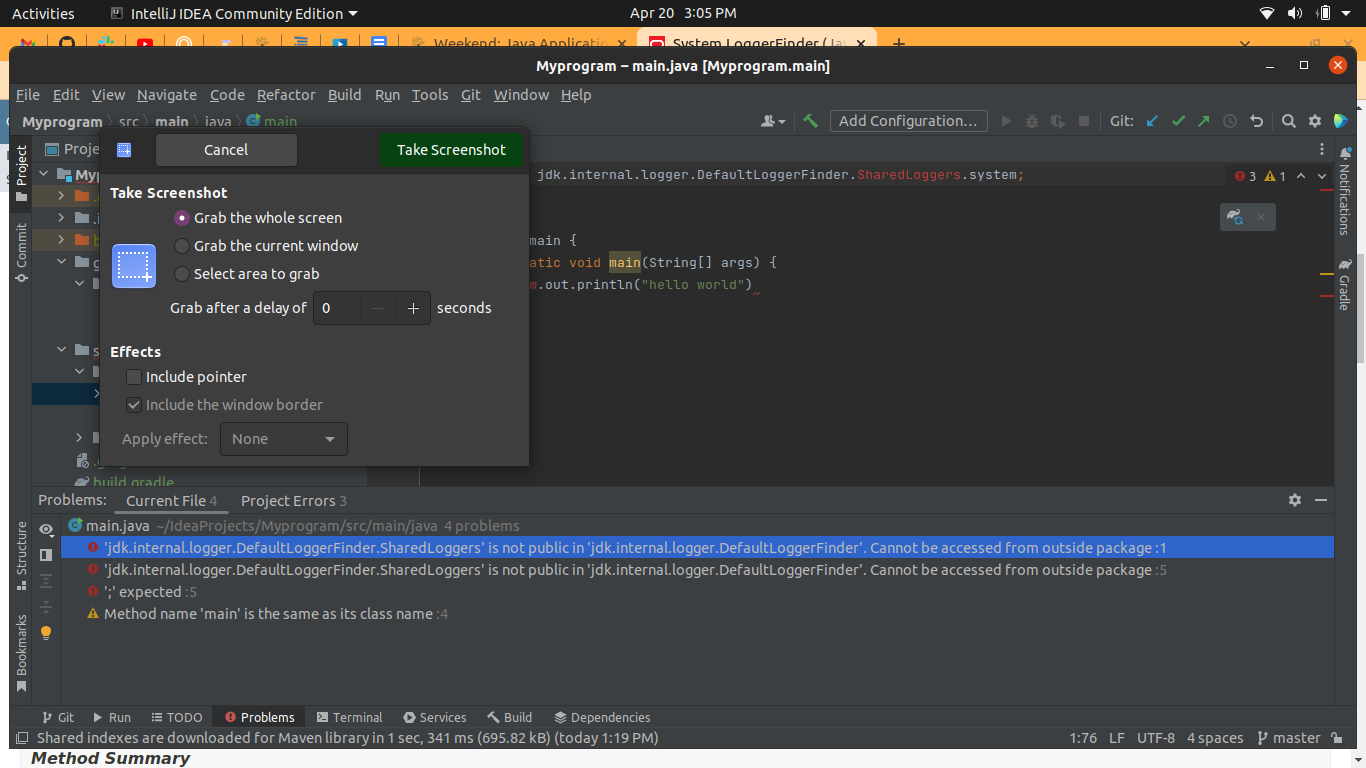 Activities IntelliJ IDEA Community Edition Apr 20 3:05 PM
Weekend: Java Applicatio System.LoggerFinder (Jav
Myprogram – main.java [Myprogram.main]
File Edit View Navigate Code Refactor Build Run Tools Git Window Help
Myprogram src main java main Add Configuration... Git:
Proje
Cancel Take Screenshot
Take Screenshot
Grab the whole screen
Grab the current window
Select area to grab
Grab after a delay of 0 seconds
Effects
Include pointer
Include the window border
Apply effect: None
build.gradle
jdk.internal.logger.DefaultLoggerFinder.SharedLoggers.system;
3 1
main {
atic void main(String[] args) {
m.out.println("hello world")
Project
Commit
Structure
Bookmarks
Notifications
Gradle
Problems: Current File 4 Project Errors 3
main.java ~/IdeaProjects/Myprogram/src/main/java 4 problems
'jdk.internal.logger.DefaultLoggerFinder.SharedLoggers' is not public in 'jdk.internal.logger.DefaultLoggerFinder'. Cannot be accessed from outside package :1
'jdk.internal.logger.DefaultLoggerFinder.SharedLoggers' is not public in 'jdk.internal.logger.DefaultLoggerFinder'. Cannot be accessed from outside package :5
';' expected :5
Method name 'main' is the same as its class name :4
Git Run TODO Problems Terminal Services Build Dependencies
Shared indexes are downloaded for Maven library in 1 sec, 341 ms (695.82 kB) (today 1:19 PM) 1:76 LF UTF-8 4 spaces master
Method Summary